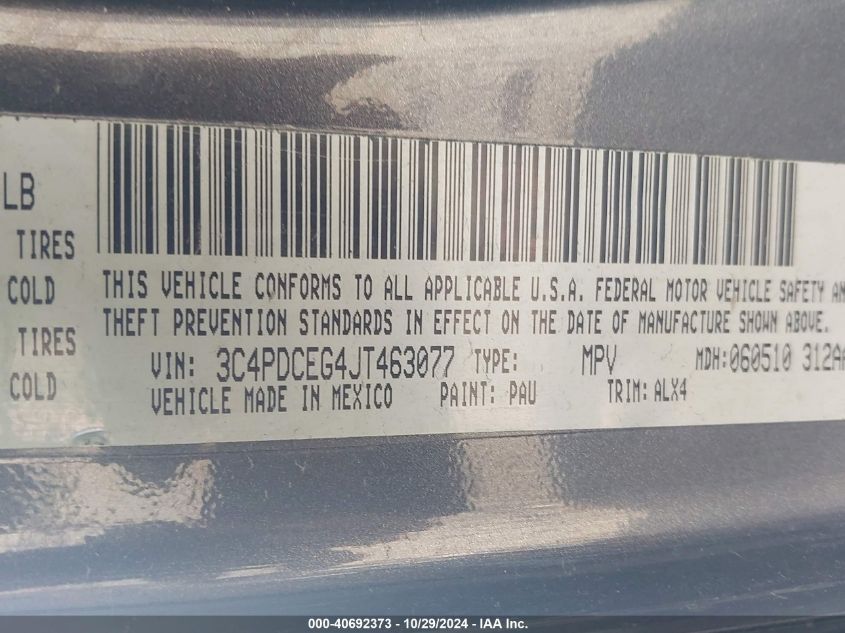 LB
TIRES
COLD
TIRES
COLD
THIS VEHICLE CONFORMS TO ALL APPLICABLE U.S.A. FEDERAL MOTOR VEHICLE SAFETY AN
THEFT PREVENTION STANDARDS IN EFFECT ON THE DATE OF MANUFACTURE SHOWN ABOVE.
VIN: 3C4PDCEG4JT463077 TYPE: MPV MDH:060510 312AA
VEHICLE MADE IN MEXICO PAINT: PAU TRIM: ALX4
000-40692373 - 10/29/2024 - IAA Inc.